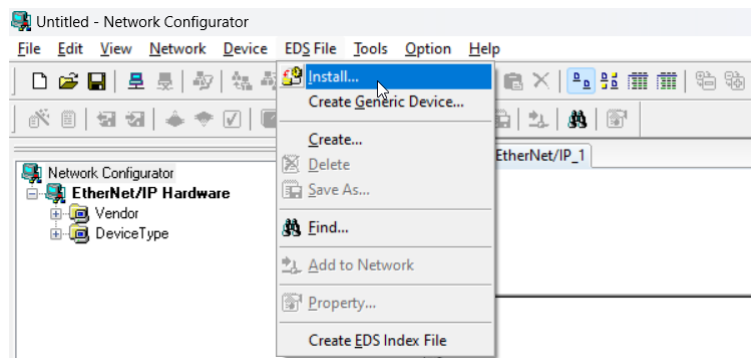 Untitled - Network Configurator
File Edit View Network Device EDS File Tools Option Help
Install...
Create Generic Device...
Create...
Delete
Save As...
Find...
Add to Network
Property...
Create EDS Index File
Network Configurator
EtherNet/IP Hardware
Vendor
DeviceType
EtherNet/IP_1